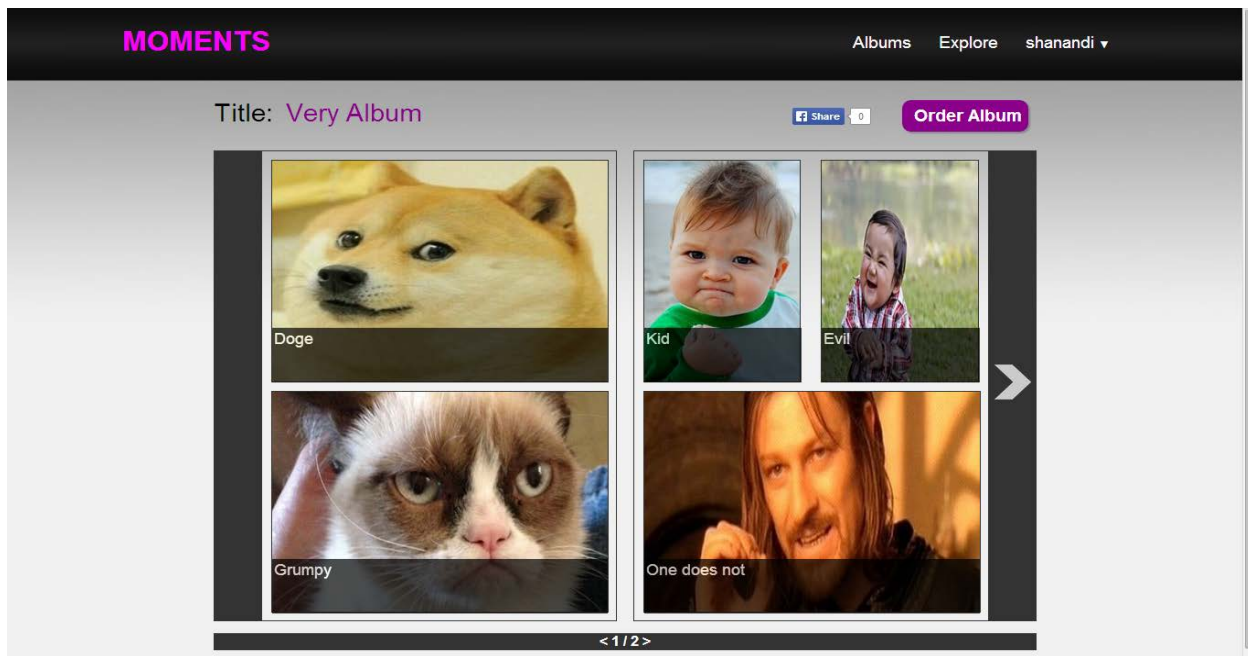 MOMENTS
Albums Explore shanandi ▾
Title: Very Album
Share 0
Order Album
Doge
Kid
Evil
Grumpy
One does not
< 1 / 2 >